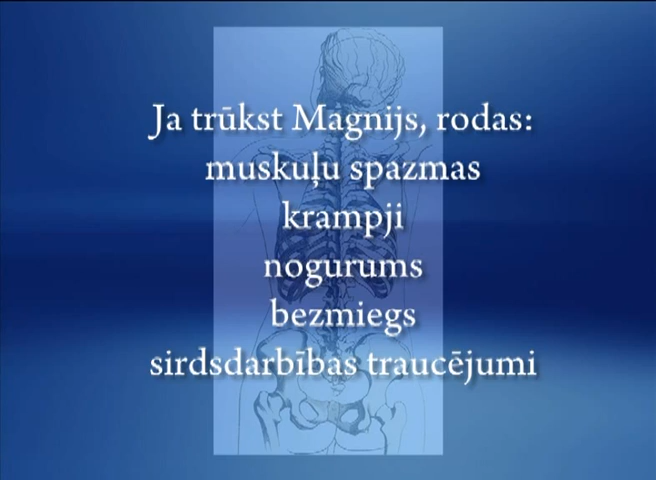 Ja trūkst Magnijs, rodas:
muskuļu spazmas
krampji
nogurums
bezmiegs
sirdsdarbības traucējumi